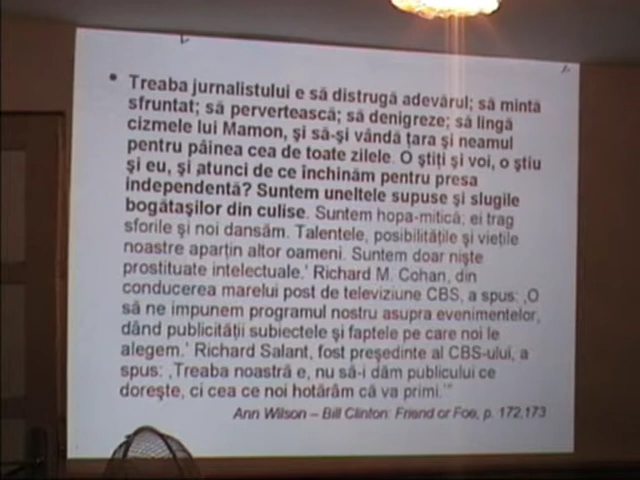 • Treaba jurnalistului e să distrugă adevărul; să mintă
sfruntat; să pervertească; să denigreze; să lingă
cizmele lui Mamon, şi să-şi vândă ţara şi neamul
pentru pâinea cea de toate zilele. O ştiţi şi voi, o ştiu
şi eu, şi atunci de ce închinăm pentru presa
independentă? Suntem uneltele supuse şi slugile
bogătaşilor din culise. Suntem hopa-mitică; ei trag
sforile şi noi dansăm. Talentele, posibilităţile şi vieţile
noastre aparţin altor oameni. Suntem doar nişte
prostituate intelectuale.' Richard M. Cohan, din
conducerea marelui post de televiziune CBS, a spus: ‚O
să ne impunem programul nostru asupra evenimentelor,
dând publicităţii subiectele şi faptele pe care noi le
alegem.' Richard Salant, fost preşedinte al CBS-ului, a
spus: ‚Treaba noastră e, nu să-i dăm publicului ce
doreşte, ci cea ce noi hotărâm că va primi.'”
Ann Wilson – Bill Clinton: Friend or Foe, p. 172,173